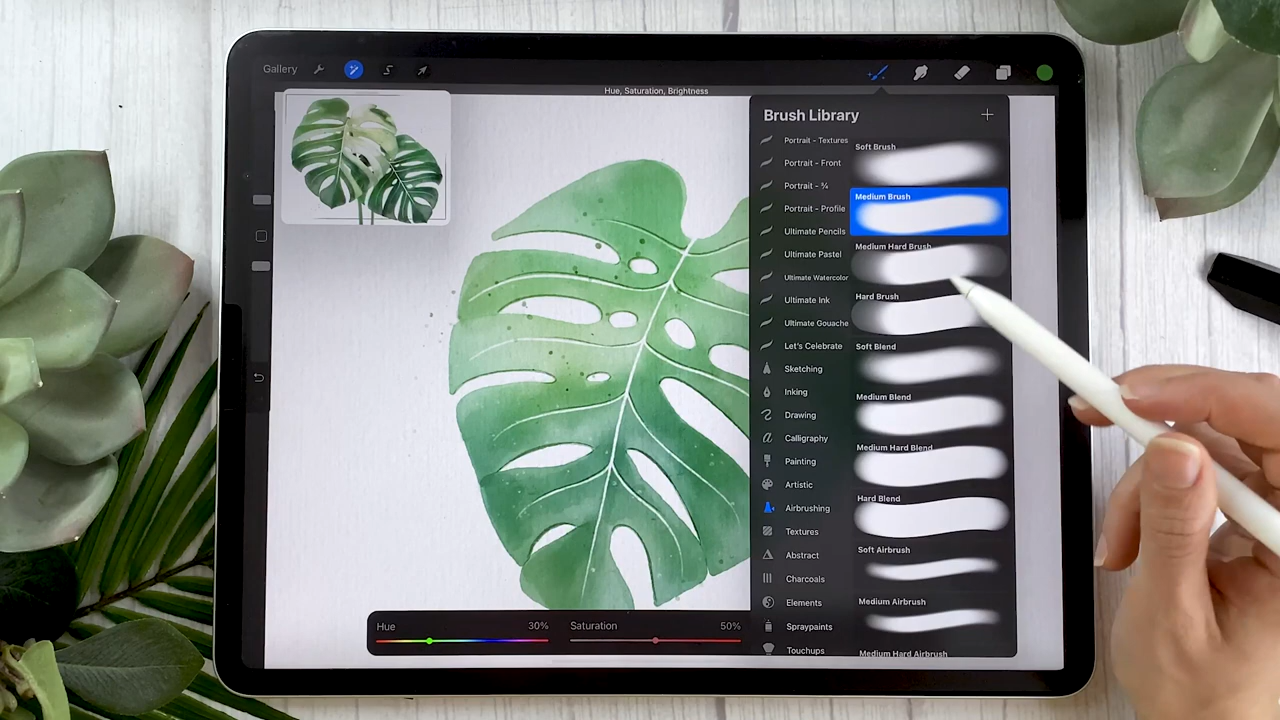 Gallery
Hue, Saturation, Brightness
Brush Library
Portrait - Textures
Portrait - Front
Portrait - ¾
Portrait - Profile
Ultimate Pencils
Ultimate Pastel
Ultimate Watercolor
Ultimate Ink
Ultimate Gouache
Let's Celebrate
Sketching
Inking
Drawing
Calligraphy
Painting
Artistic
Airbrushing
Textures
Abstract
Charcoals
Elements
Spraypaints
Touchups
Soft Brush
Medium Brush
Medium Hard Brush
Hard Brush
Soft Blend
Medium Blend
Medium Hard Blend
Hard Blend
Soft Airbrush
Medium Airbrush
Medium Hard Airbrush
Hue 30%
Saturation 50%